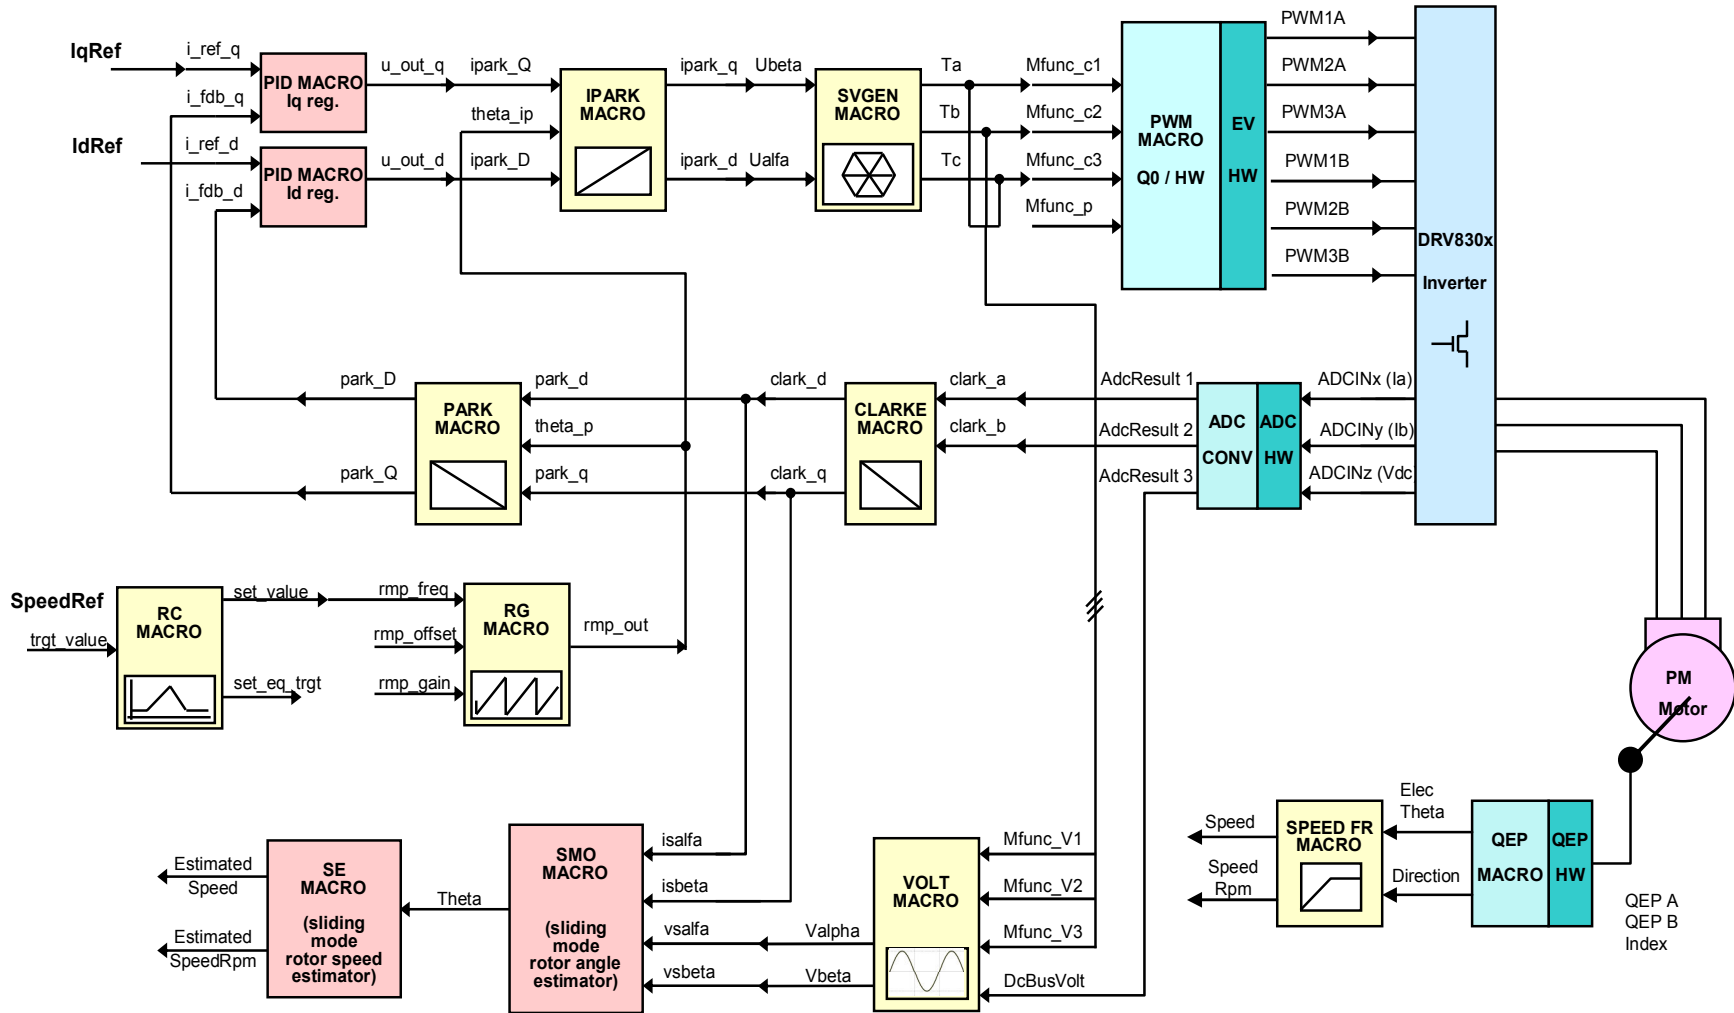 IqRef
i_ref_q
i_fdb_q
PID MACRO
Iq reg.
u_out_q
ipark_Q
IdRef
i_ref_d
i_fdb_d
PID MACRO
Id reg.
u_out_d
theta_ip
ipark_D
IPARK
MACRO
ipark_q
Ubeta
ipark_d
Ualfa
SVGEN
MACRO
Ta
Tb
Tc
Mfunc_c1
Mfunc_c2
Mfunc_c3
Mfunc_p
PWM
MACRO
Q0 / HW
EV
HW
PWM1A
PWM2A
PWM3A
PWM1B
PWM2B
PWM3B
DRV830x
Inverter
park_D
park_Q
PARK
MACRO
park_d
theta_p
park_q
clark_d
clark_q
CLARKE
MACRO
clark_a
clark_b
AdcResult 1
AdcResult 2
AdcResult 3
ADC
CONV
ADC
HW
ADCINx (Ia)
ADCINy (Ib)
ADCINz (Vdc)
SpeedRef
trgt_value
RC
MACRO
set_value
set_eq_trgt
rmp_freq
rmp_offset
rmp_gain
RG
MACRO
rmp_out
PM
Motor
Estimated
Speed
Estimated
SpeedRpm
SE
MACRO
(sliding
mode
rotor speed
estimator)
Theta
SMO
MACRO
(sliding
mode
rotor angle
estimator)
isalfa
isbeta
vsalfa
vsbeta
Valpha
Vbeta
VOLT
MACRO
Mfunc_V1
Mfunc_V2
Mfunc_V3
DcBusVolt
Speed
Speed
Rpm
SPEED FR
MACRO
Elec
Theta
Direction
QEP
MACRO
QEP
HW
QEP A
QEP B
Index